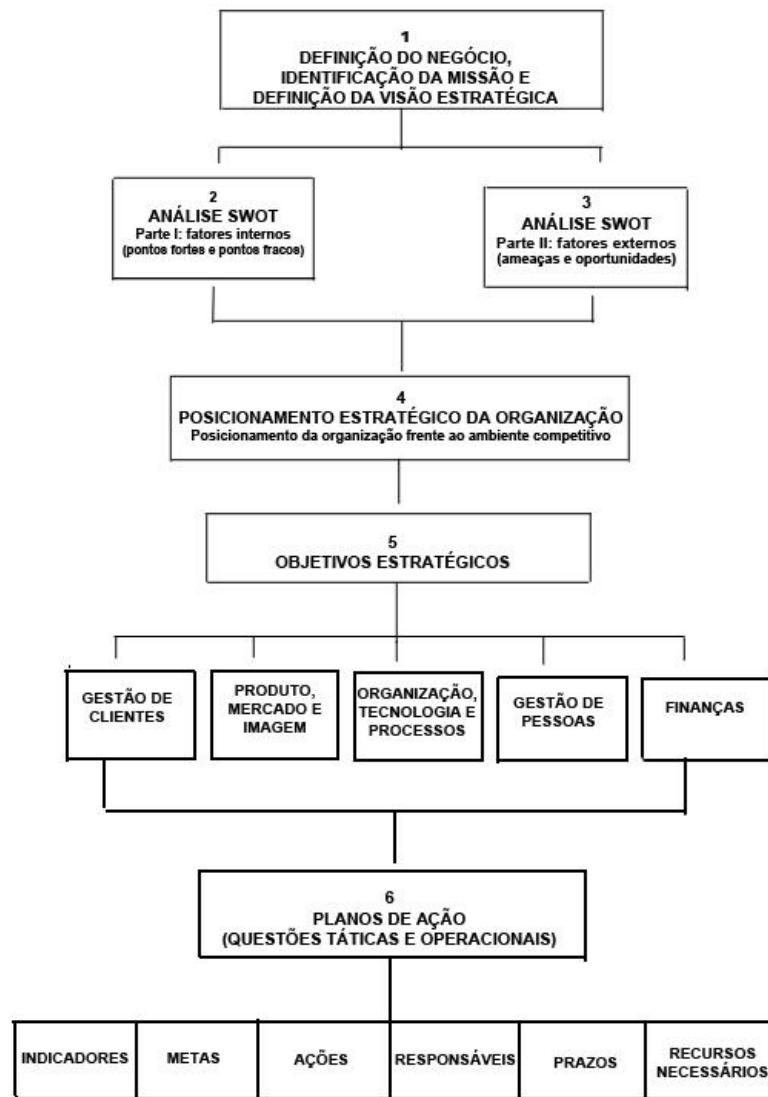 1
DEFINIÇÃO DO NEGÓCIO,
IDENTIFICAÇÃO DA MISSÃO E
DEFINIÇÃO DA VISÃO ESTRATÉGICA
2
ANÁLISE SWOT
Parte I: fatores internos
(pontos fortes e pontos fracos)
3
ANÁLISE SWOT
Parte II: fatores externos
(ameaças e oportunidades)
4
POSICIONAMENTO ESTRATÉGICO DA ORGANIZAÇÃO
Posicionamento da organização frente ao ambiente competitivo
5
OBJETIVOS ESTRATÉGICOS
GESTÃO DE
CLIENTES
PRODUTO,
MERCADO E
IMAGEM
ORGANIZAÇÃO,
TECNOLOGIA E
PROCESSOS
GESTÃO DE
PESSOAS
FINANÇAS
6
PLANOS DE AÇÃO
(QUESTÕES TÁTICAS E OPERACIONAIS)
INDICADORES
METAS
AÇÕES
RESPONSÁVEIS
PRAZOS
RECURSOS
NECESSÁRIOS